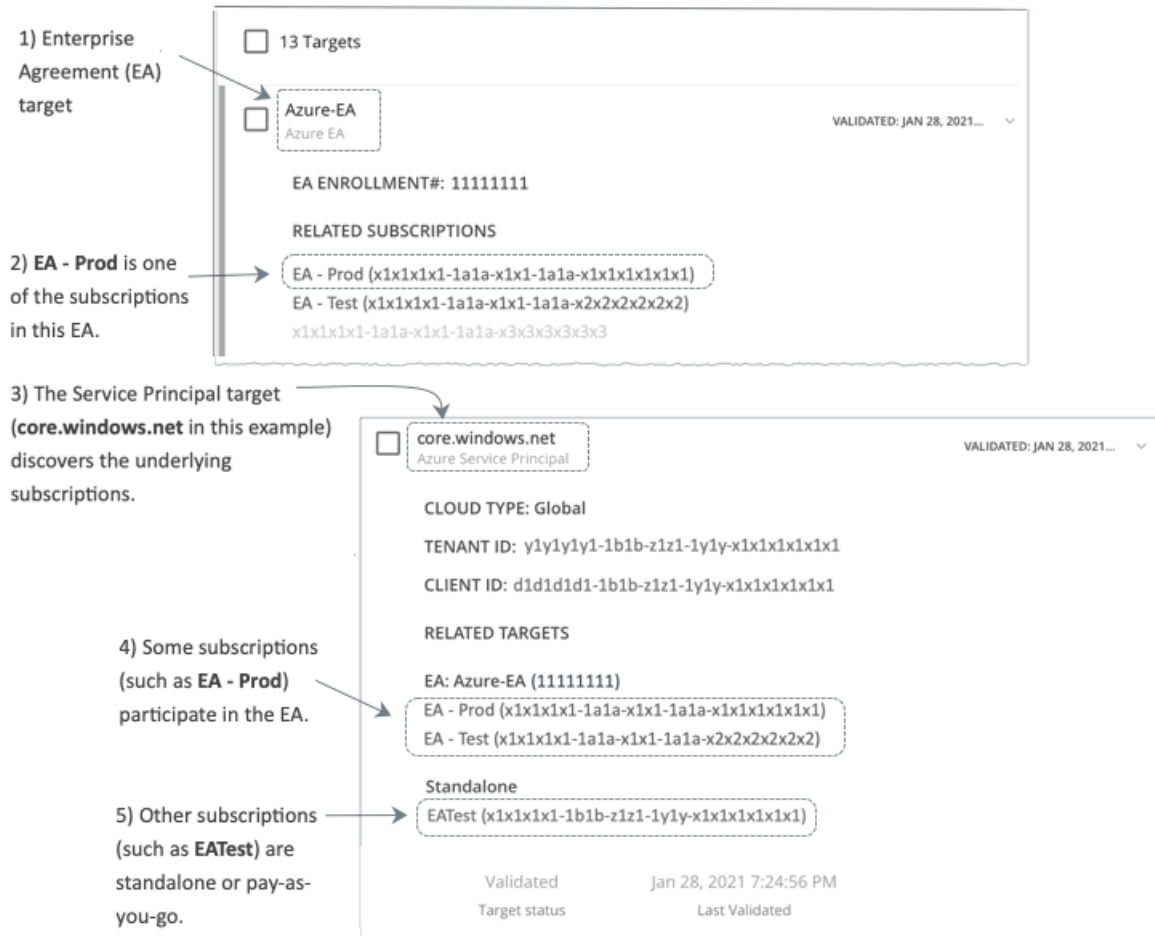 1) Enterprise
Agreement (EA)
target
13 Targets
Azure-EA
Azure EA
VALIDATED: JAN 28, 2021...
EA ENROLLMENT#: 11111111
RELATED SUBSCRIPTIONS
2) EA - Prod is one
of the subscriptions
in this EA.
EA - Prod (x1x1x1x1-1a1a-x1x1-1a1a-x1x1x1x1x1x1)
EA - Test (x1x1x1x1-1a1a-x1x1-1a1a-x2x2x2x2x2x2)
x1x1x1x1-1a1a-x1x1-1a1a-x3x3x3x3x3x3
3) The Service Principal target
(core.windows.net in this example)
discovers the underlying
subscriptions.
core.windows.net
Azure Service Principal
VALIDATED: JAN 28, 2021...
CLOUD TYPE: Global
TENANT ID: y1y1y1y1-1b1b-z1z1-1y1y-x1x1x1x1x1x1
CLIENT ID: d1d1d1d1-1b1b-z1z1-1y1y-x1x1x1x1x1x1
RELATED TARGETS
4) Some subscriptions
(such as EA - Prod)
participate in the EA.
EA: Azure-EA (11111111)
EA - Prod (x1x1x1x1-1a1a-x1x1-1a1a-x1x1x1x1x1x1)
EA - Test (x1x1x1x1-1a1a-x1x1-1a1a-x2x2x2x2x2x2)
Standalone
EATest (x1x1x1x1-1b1b-z1z1-1y1y-x1x1x1x1x1x1)
5) Other subscriptions
(such as EATest) are
standalone or pay-as-
you-go.
Validated
Jan 28, 2021 7:24:56 PM
Target status
Last Validated